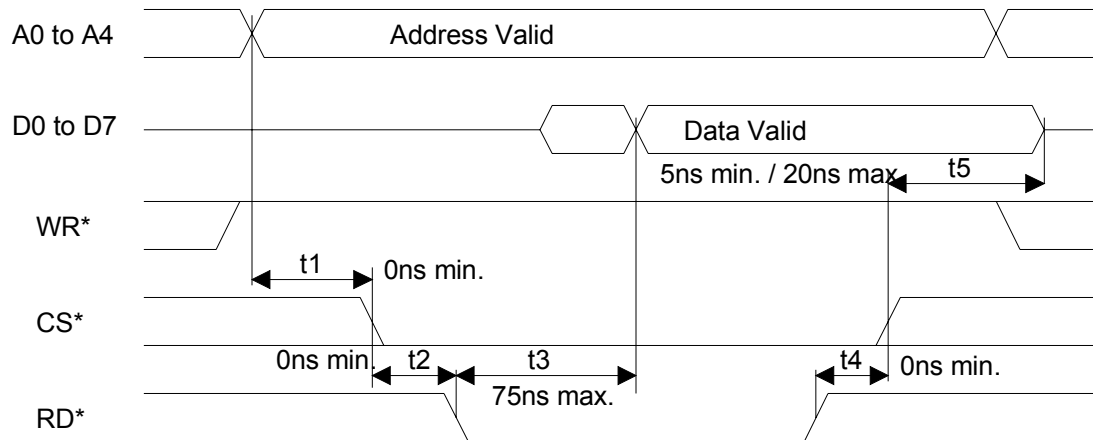 A0 to A4
Address Valid
D0 to D7
Data Valid
5ns min. / 20ns max
t5
WR*
t1
0ns min.
CS*
0ns min.
t2
t3
t4
0ns min.
75ns max.
RD*